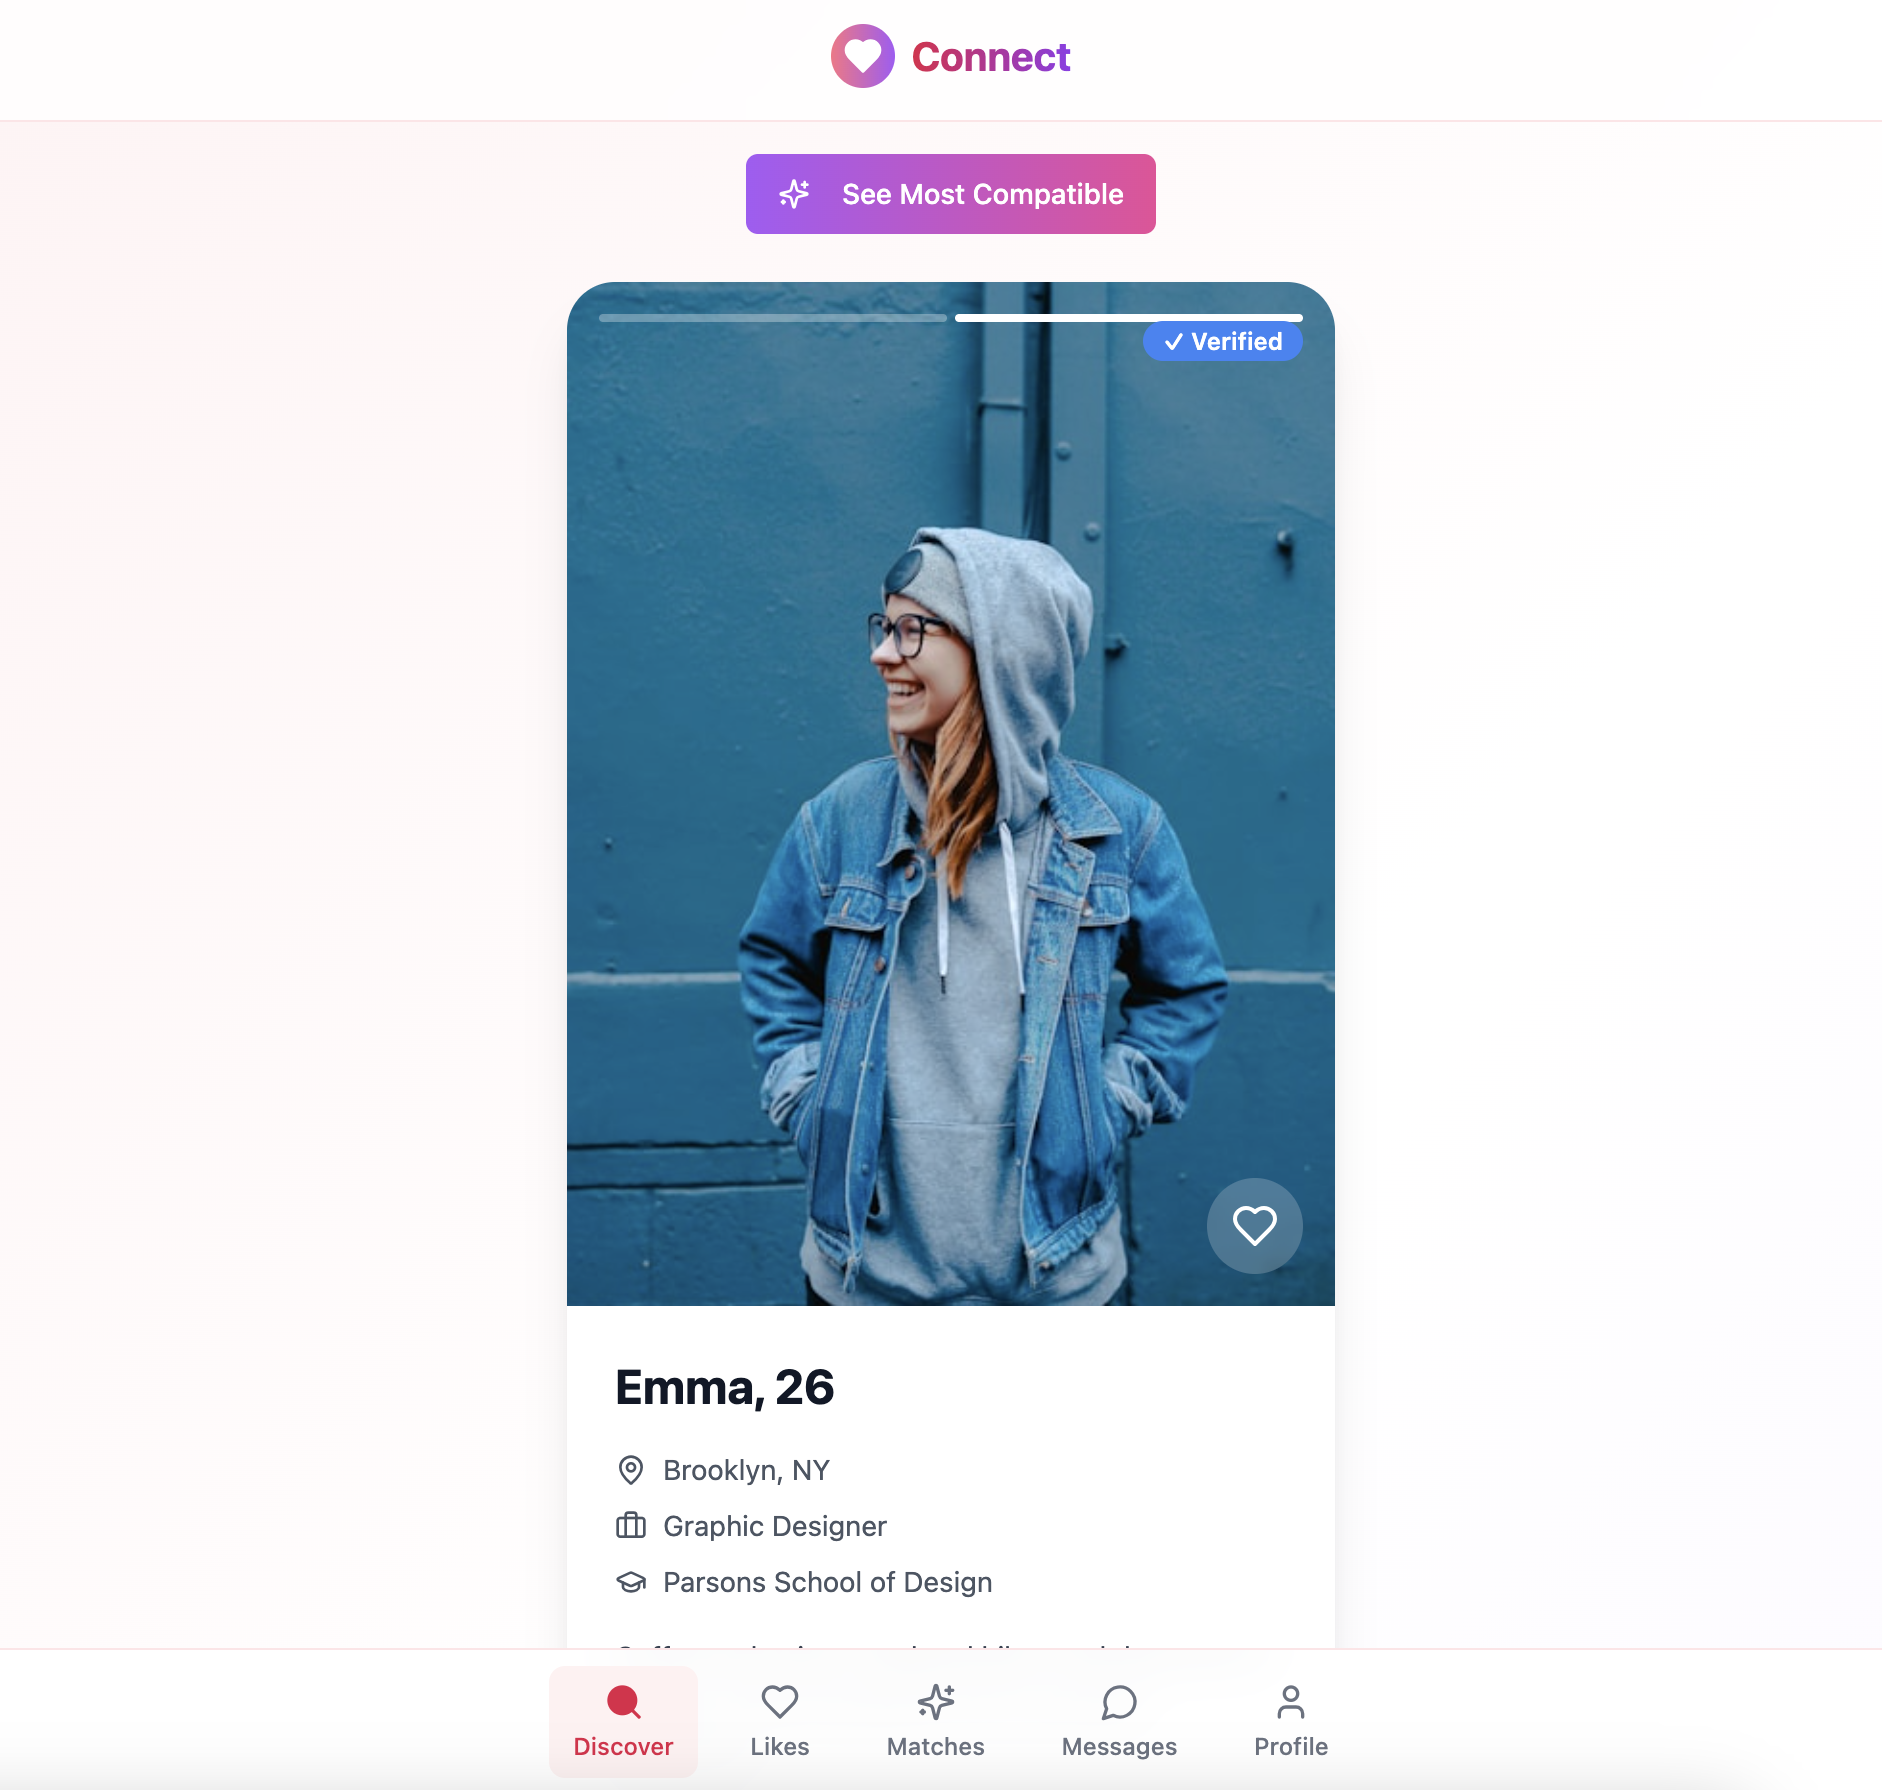 Connect
See Most Compatible
✓ Verified
Emma, 26
Brooklyn, NY
Graphic Designer
Parsons School of Design
Discover
Likes
Matches
Messages
Profile